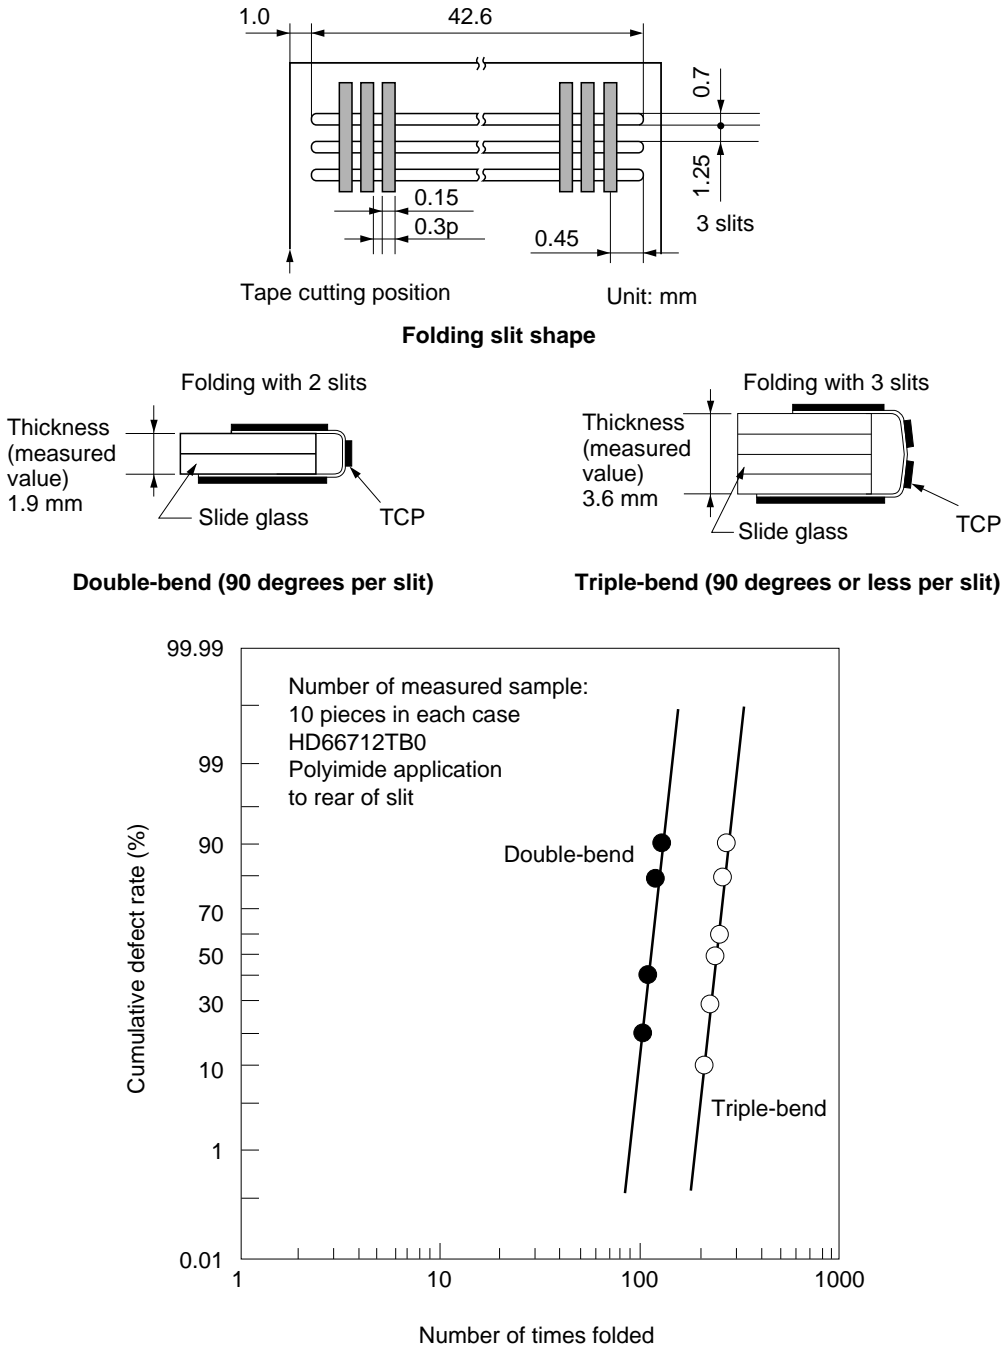 1.0
42.6
0.7
1.25
0.15
0.3p
0.45
3 slits
Tape cutting position
Unit: mm
Folding slit shape
Folding with 2 slits
Thickness
(measured
value)
1.9 mm
Slide glass
TCP
Double-bend (90 degrees per slit)
Folding with 3 slits
Thickness
(measured
value)
3.6 mm
Slide glass
TCP
Triple-bend (90 degrees or less per slit)
Cumulative defect rate (%)
99.99
99
90
70
50
30
10
1
0.01
Number of measured sample:
10 pieces in each case
HD66712TB0
Polyimide application
to rear of slit
Double-bend
Triple-bend
1
10
100
1000
Number of times folded